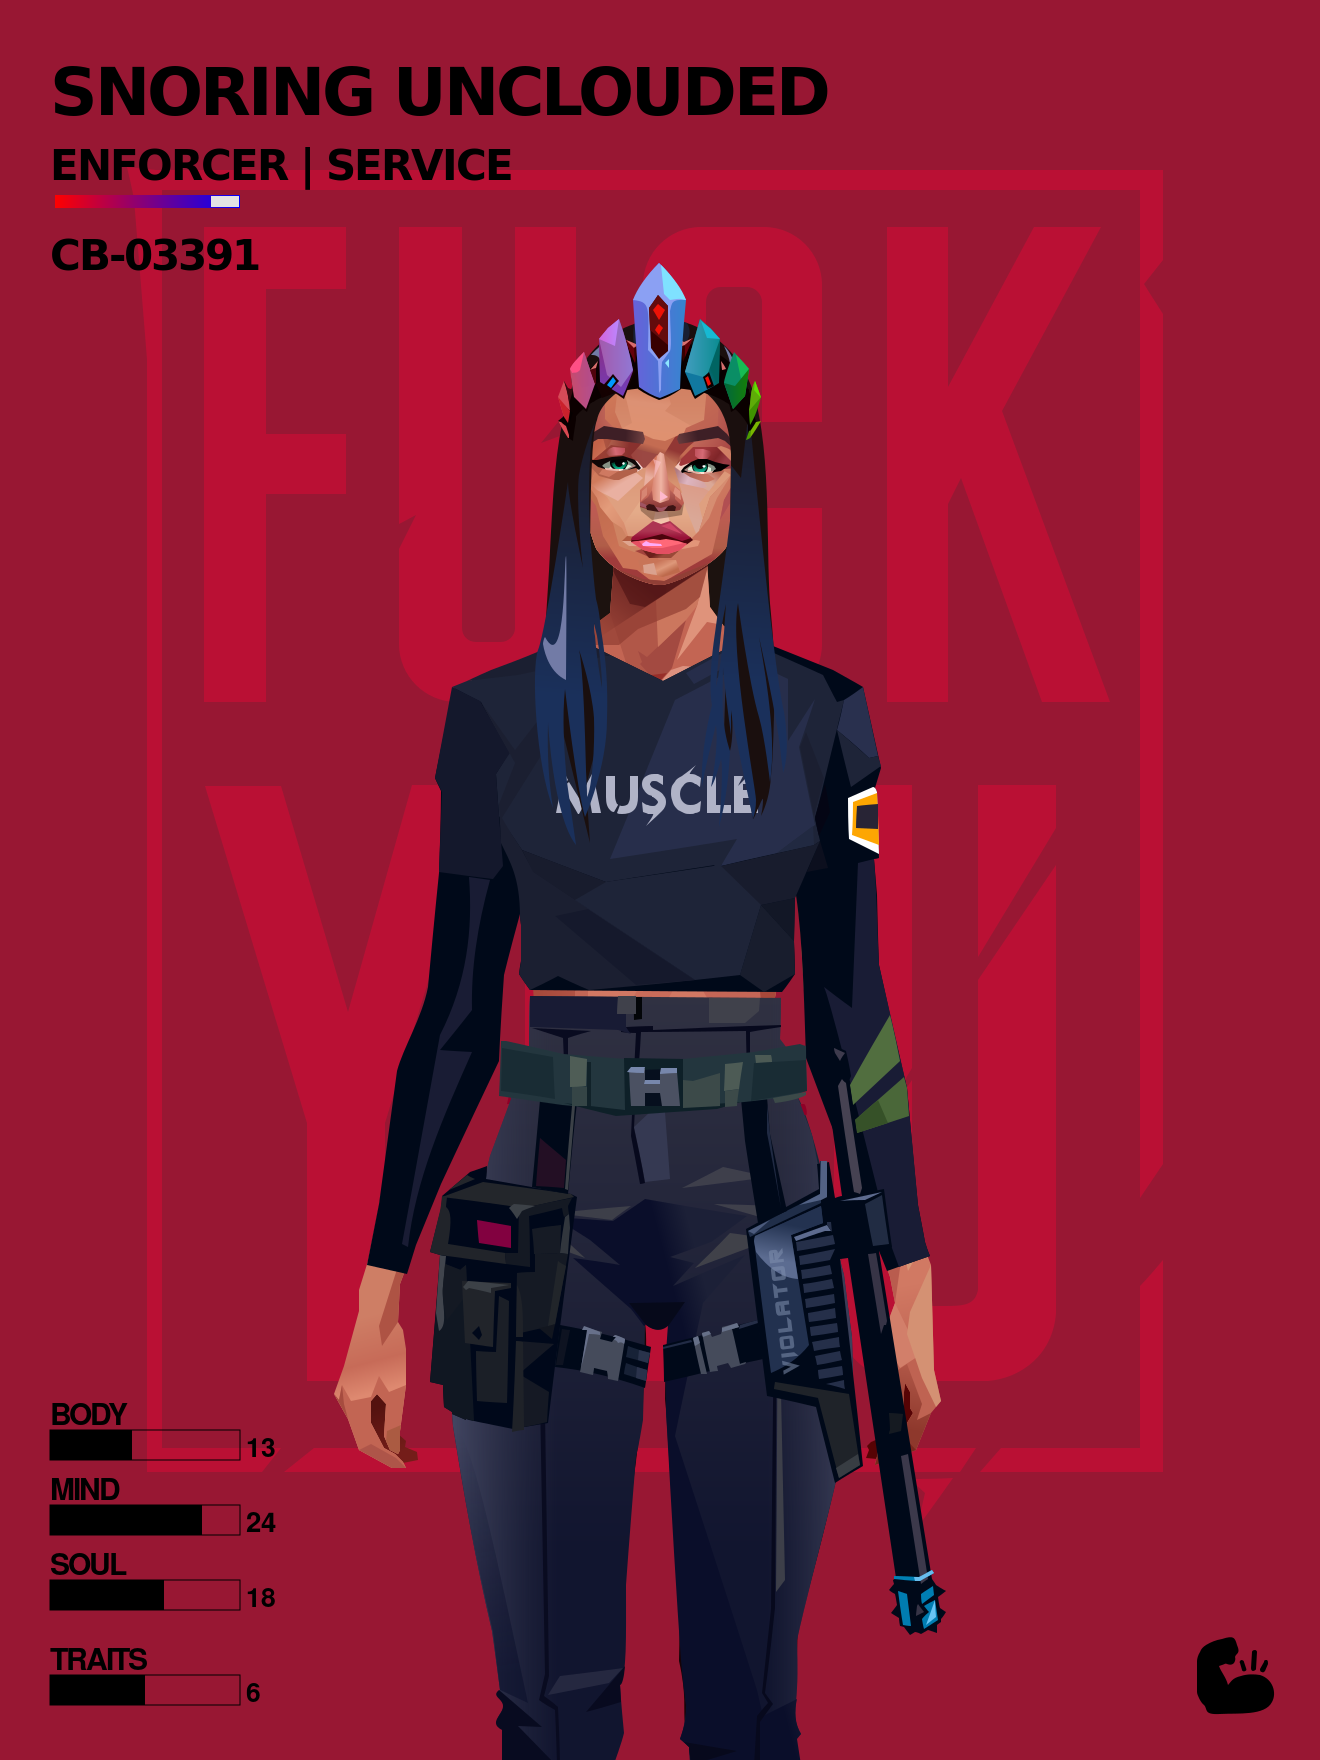 SNORING UNCLOUDED
ENFORCER | SERVICE
CB-03391
FUCK
YOU
MUSCLE
VIOLATOR
BODY
13
MIND
24
SOUL
18
TRAITS
6